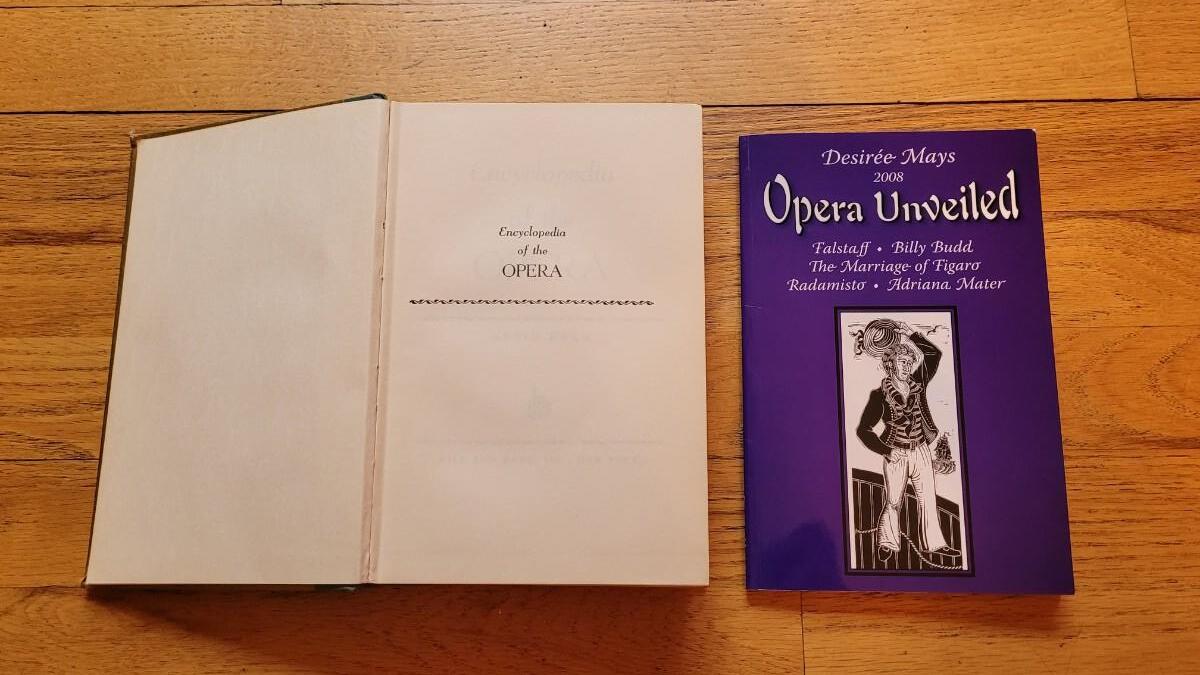 Encyclopedia
of the
OPERA
Desirée Mays
2008
Opera Unveiled
Falstaff • Billy Budd
The Marriage of Figaro
Radamisto • Adriana Mater